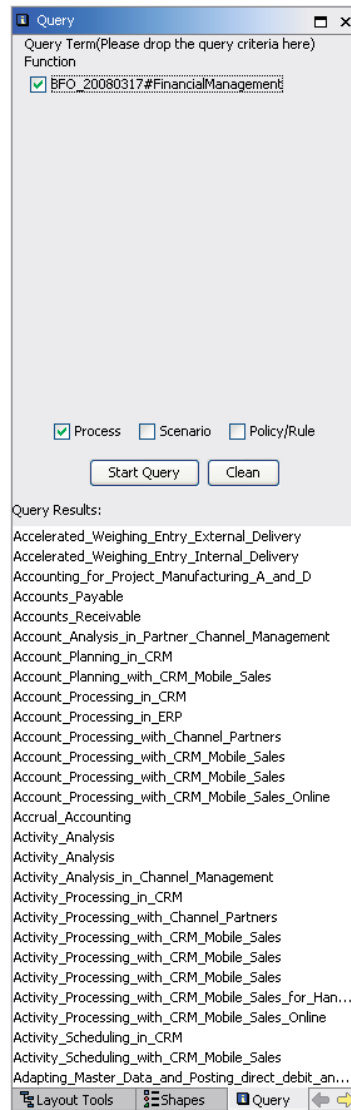 Query
Query Term(Please drop the query criteria here)
Function
BFO_20080317#FinancialManagement
Process Scenario Policy/Rule
Start Query Clean
Query Results:
Accelerated_Weighing_Entry_External_Delivery
Accelerated_Weighing_Entry_Internal_Delivery
Accounting_for_Project_Manufacturing_A_and_D
Accounts_Payable
Accounts_Receivable
Account_Analysis_in_Partner_Channel_Management
Account_Planning_in_CRM
Account_Planning_with_CRM_Mobile_Sales
Account_Processing_in_CRM
Account_Processing_in_ERP
Account_Processing_with_Channel_Partners
Account_Processing_with_CRM_Mobile_Sales
Account_Processing_with_CRM_Mobile_Sales
Account_Processing_with_CRM_Mobile_Sales_Online
Accrual_Accounting
Activity_Analysis
Activity_Analysis
Activity_Analysis_in_Channel_Management
Activity_Processing_in_CRM
Activity_Processing_with_Channel_Partners
Activity_Processing_with_CRM_Mobile_Sales
Activity_Processing_with_CRM_Mobile_Sales
Activity_Processing_with_CRM_Mobile_Sales
Activity_Processing_with_CRM_Mobile_Sales_for_Han...
Activity_Processing_with_CRM_Mobile_Sales_Online
Activity_Scheduling_in_CRM
Activity_Scheduling_with_CRM_Mobile_Sales
Adapting_Master_Data_and_Posting_direct_debit_an...
Layout Tools Shapes Query